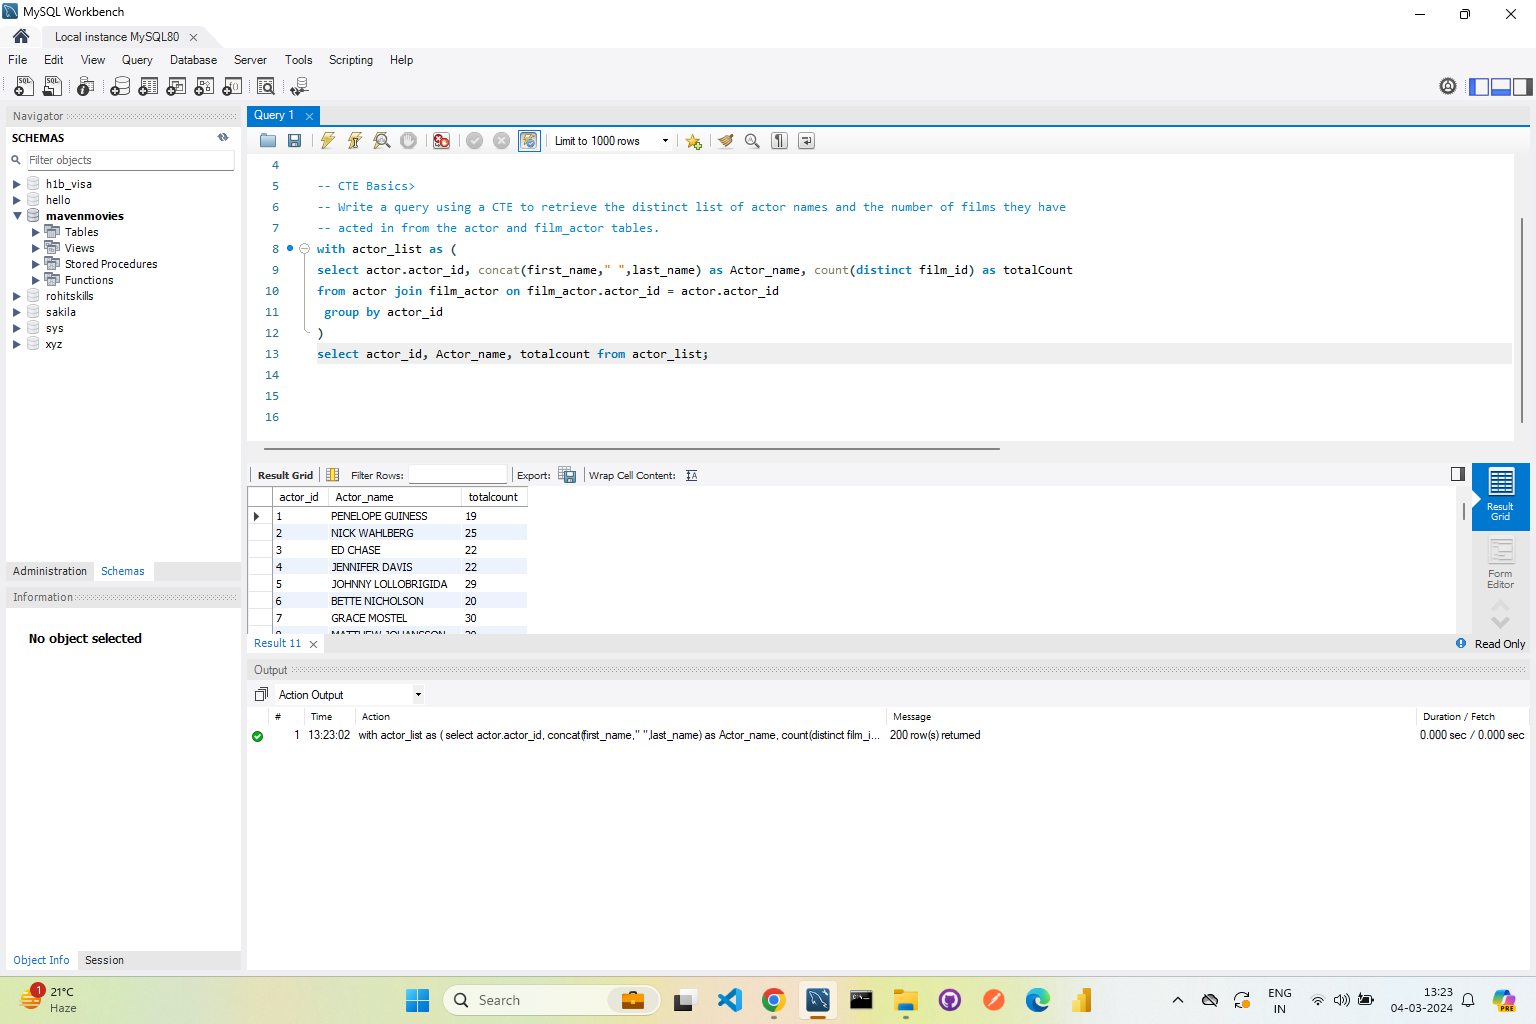 MySQL Workbench
Local instance MySQL80
File Edit View Query Database Server Tools Scripting Help
Navigator
SCHEMAS
Filter objects
h1b_visa
hello
mavenmovies
Tables
Views
Stored Procedures
Functions
rohitskills
sakila
sys
xyz
Administration Schemas
Information
No object selected
Object Info Session
Query 1
Limit to 1000 rows
4
5 -- CTE Basics>
6 -- Write a query using a CTE to retrieve the distinct list of actor names and the number of films they have
7 -- acted in from the actor and film_actor tables.
8 with actor_list as (
9 select actor.actor_id, concat(first_name," ",last_name) as Actor_name, count(distinct film_id) as totalCount
10 from actor join film_actor on film_actor.actor_id = actor.actor_id
11 group by actor_id
12 )
13 select actor_id, Actor_name, totalcount from actor_list;
14
15
16
Result Grid Filter Rows: Export: Wrap Cell Content:
actor_id Actor_name totalcount
1 PENELOPE GUINESS 19
2 NICK WAHLBERG 25
3 ED CHASE 22
4 JENNIFER DAVIS 22
5 JOHNNY LOLLOBRIGIDA 29
6 BETTE NICHOLSON 20
7 GRACE MOSTEL 30
8 MATTHEW JOHANSSON 20
Result
Grid
Form
Editor
Result 11
Read Only
Output
Action Output
# Time Action Message Duration / Fetch
1 13:23:02 with actor_list as ( select actor.actor_id, concat(first_name," ",last_name) as Actor_name, count(distinct film_i... 200 row(s) returned 0.000 sec / 0.000 sec
1
21°C
Haze
Search
PRE
ENG
IN
13:23
04-03-2024